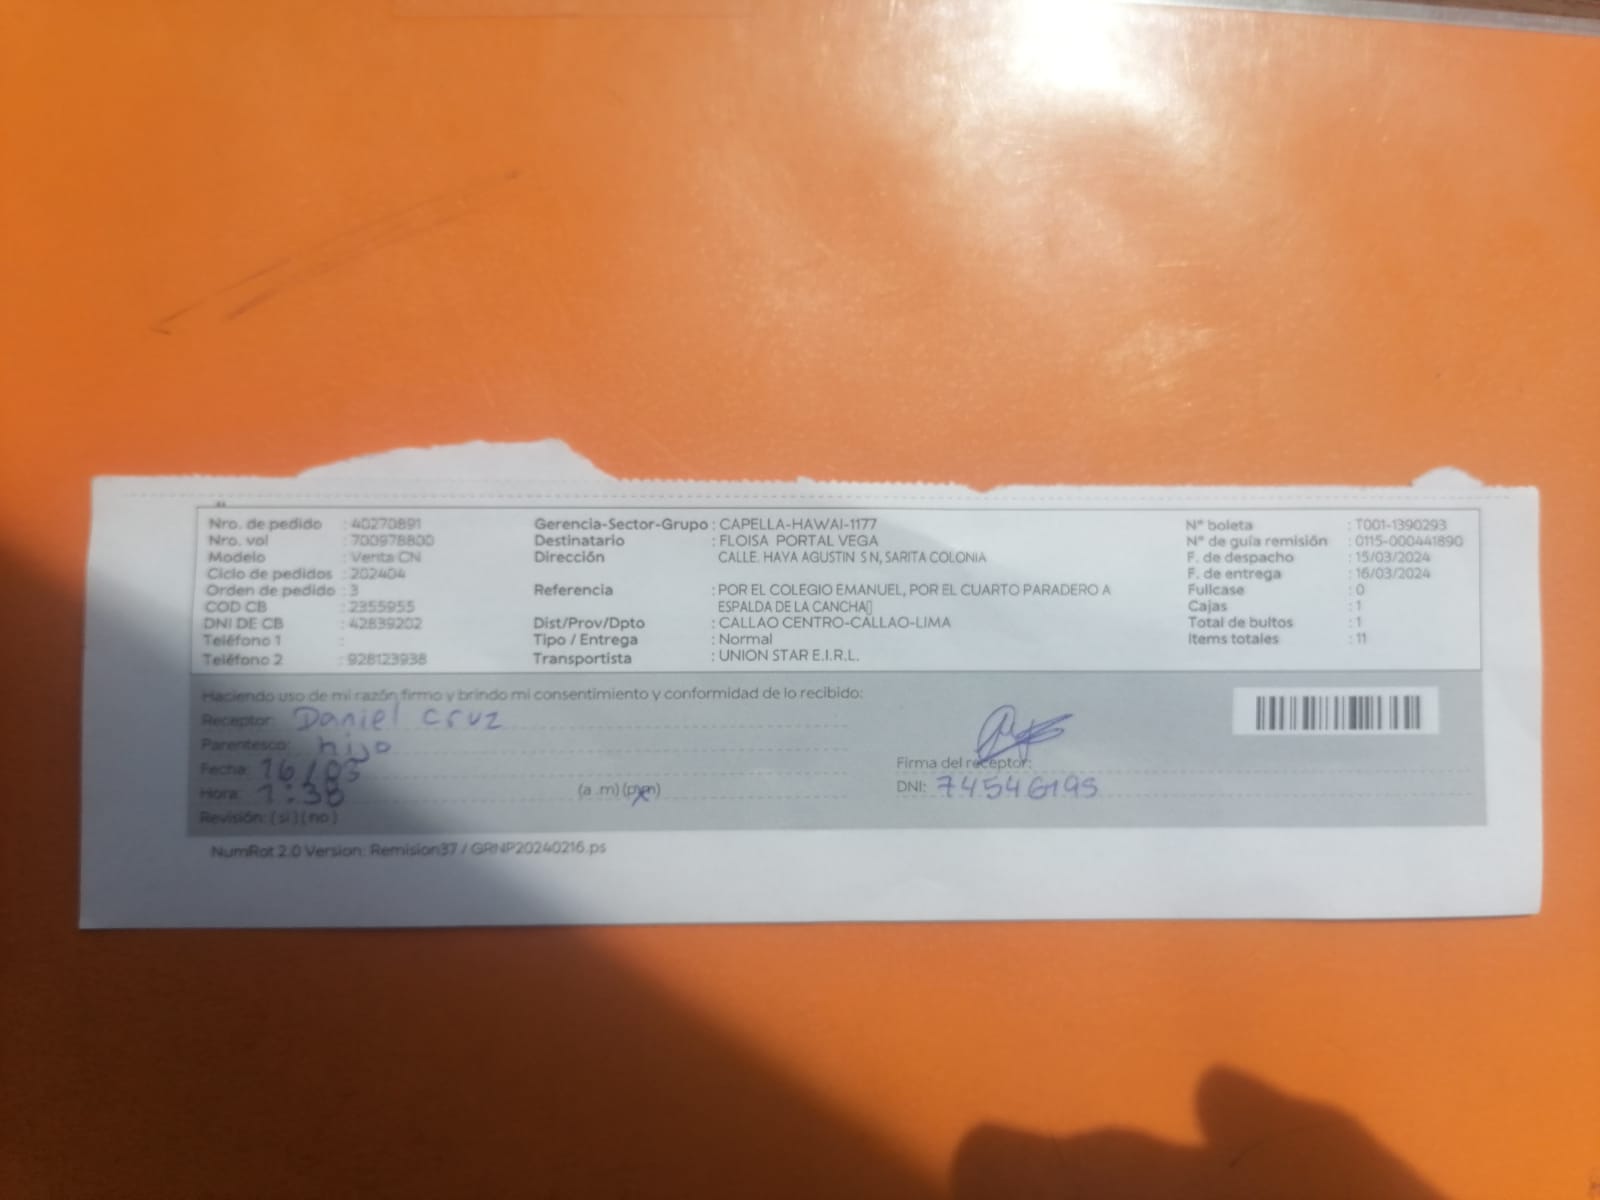 Nro. de pedido : 40270891
Nro. vol : 700978800
Modelo : Venta CN
Ciclo de pedidos : 202404
Orden de pedido : 3
COD CB : 2355955
DNI DE CB : 42839202
Teléfono 1 :
Teléfono 2 : 928123938
Gerencia-Sector-Grupo : CAPELLA-HAWAI-1177
Destinatario : FLOISA PORTAL VEGA
Dirección CALLE. HAYA AGUSTIN S N, SARITA COLONIA
Referencia : POR EL COLEGIO EMANUEL, POR EL CUARTO PARADERO A
ESPALDA DE LA CANCHA▯
Dist/Prov/Dpto : CALLAO CENTRO-CALLAO-LIMA
Tipo / Entrega : Normal
Transportista : UNION STAR E.I.R.L.
N° boleta : T001-1390293
N° de guía remisión : 0115-000441890
F. de despacho : 15/03/2024
F. de entrega : 16/03/2024
Fullcase : 0
Cajas : 1
Total de bultos : 1
Items totales : 11
Haciendo uso de mi razón firmo y brindo mi consentimiento y conformidad de lo recibido:
Receptor: Daniel Cruz
Parentesco: hijo
Fecha: 16/03
Hora: 1:38 (a .m) (p.m)
Revisión: ( si ) ( no )
Firma del receptor:
DNI: 74546195
NumRot 2.0 Version: Remision37 / GRNP20240216.ps